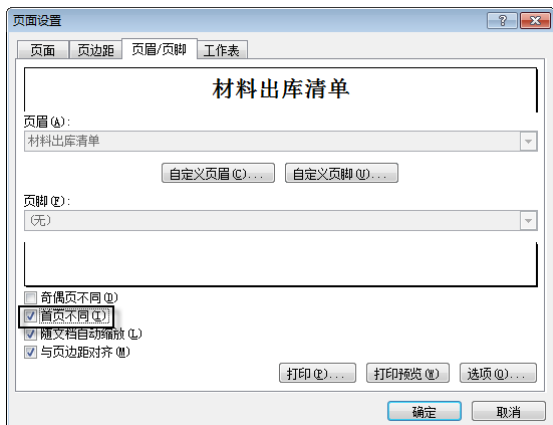 页面设置
页面 页边距 页眉/页脚 工作表
材料出库清单
页眉(A):
材料出库清单
自定义页眉(C)... 自定义页脚(U)...
页脚(F):
(无)
奇偶页不同(D)
首页不同(I)
随文档自动缩放(L)
与页边距对齐(M)
打印(P)... 打印预览(W) 选项(O)...
确定 取消